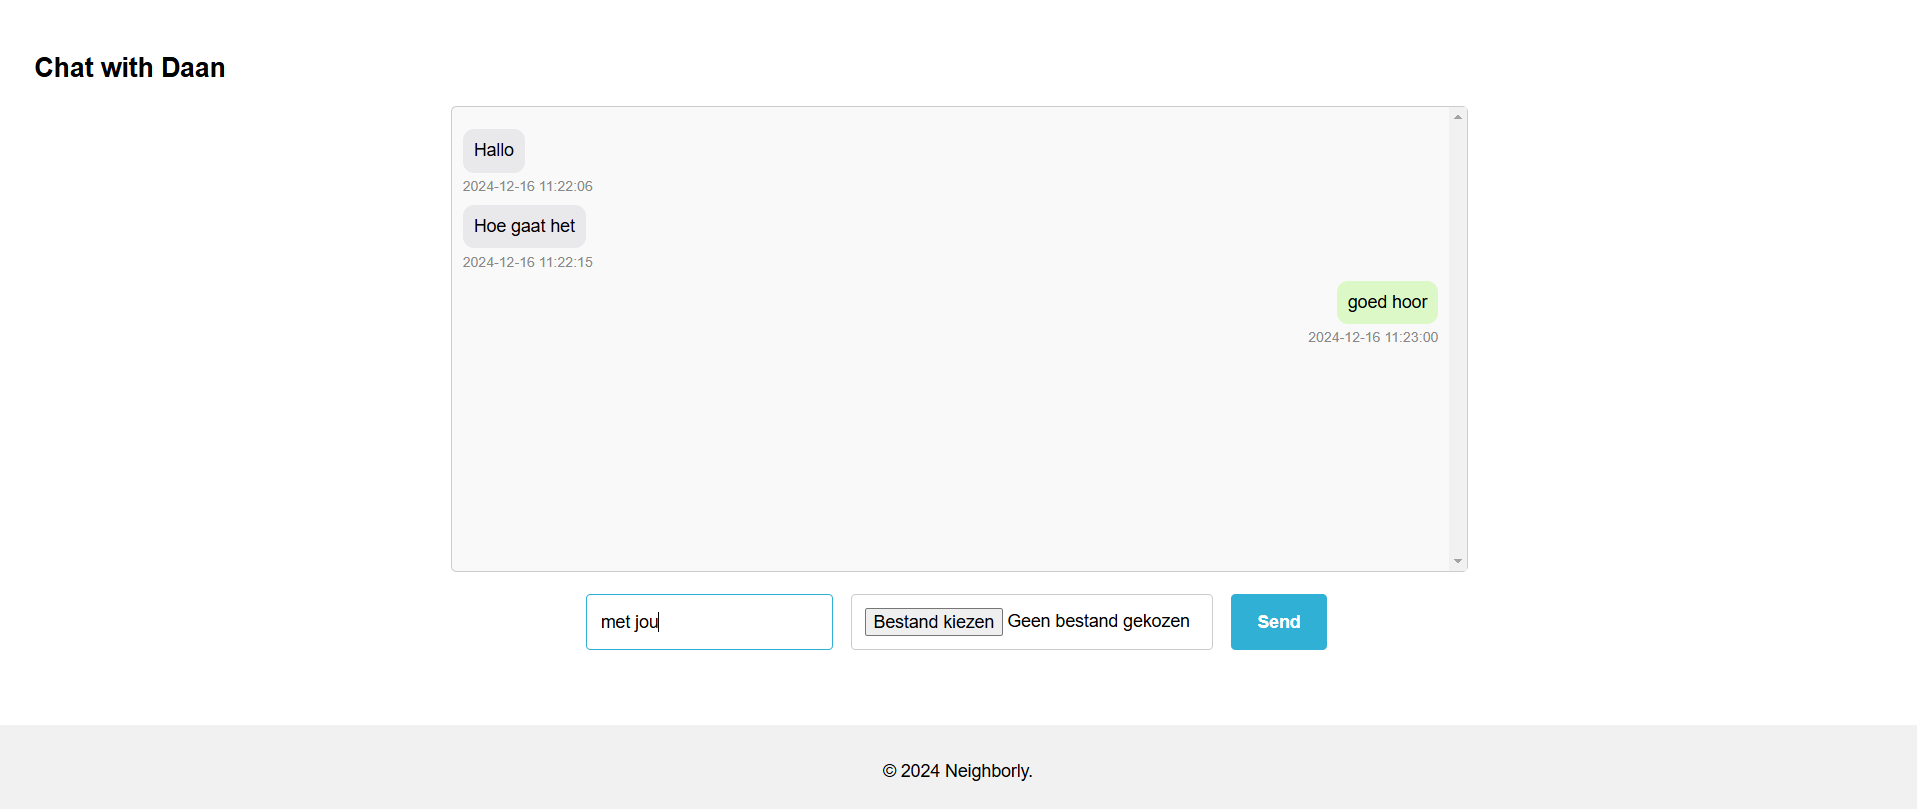 Chat with Daan
Hallo
2024-12-16 11:22:06
Hoe gaat het
2024-12-16 11:22:15
goed hoor
2024-12-16 11:23:00
met jou
Bestand kiezen Geen bestand gekozen
Send
© 2024 Neighborly.